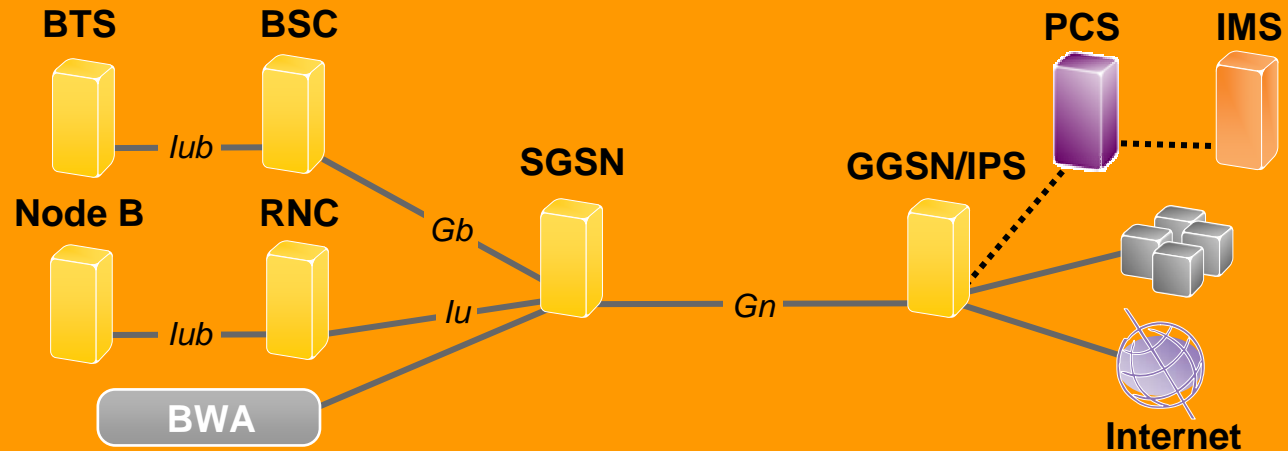 BTS
BSC
PCS
IMS
Iub
SGSN
GGSN/IPS
Node B
RNC
Gb
Iub
Iu
Gn
BWA
Internet